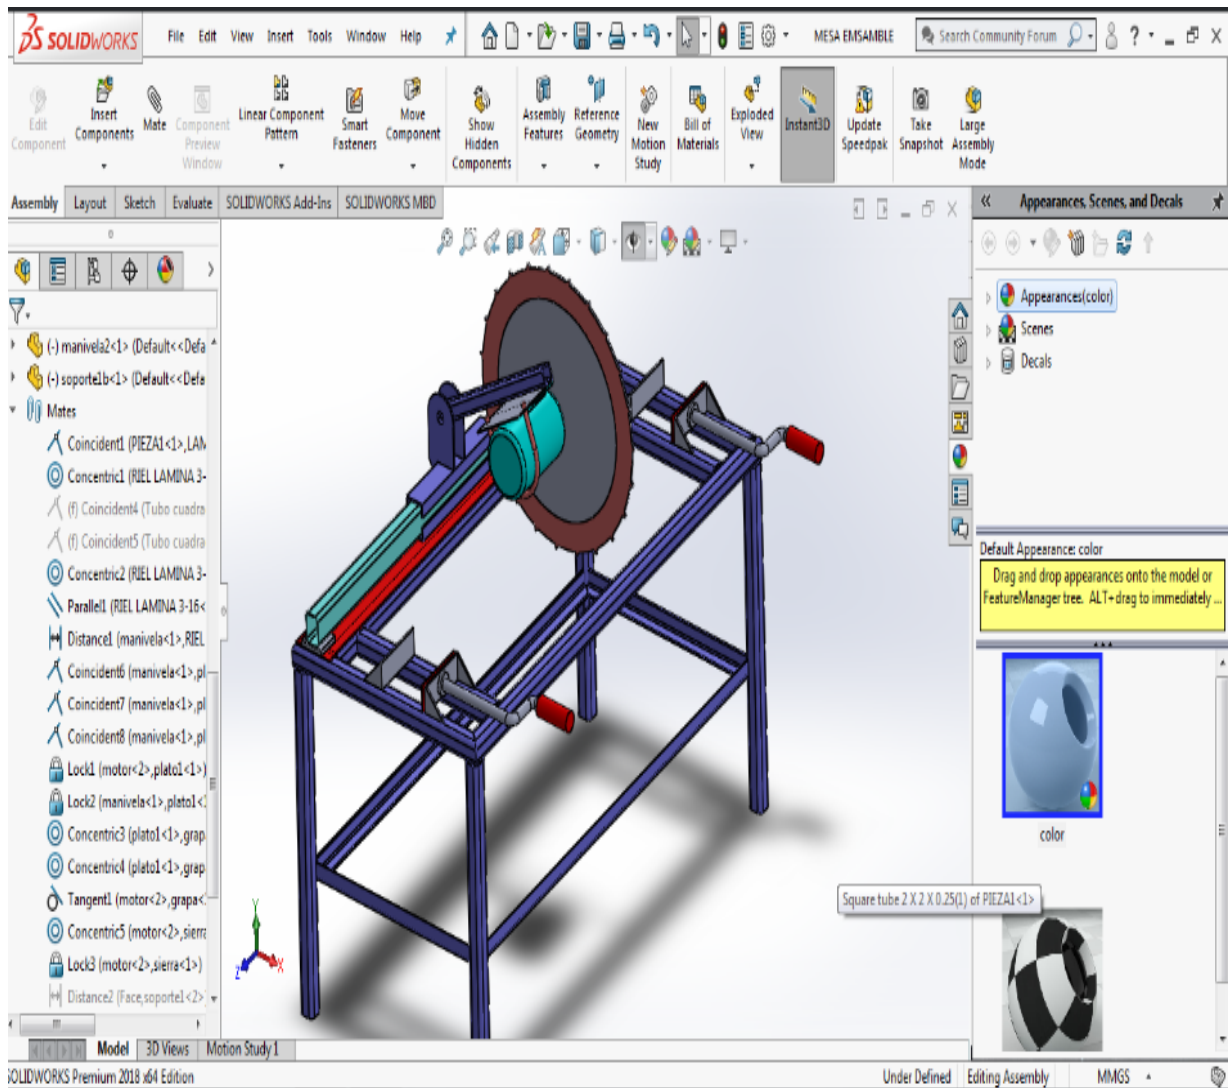 SOLIDWORKS File Edit View Insert Tools Window Help MESA EMSAMBLE Search Community Forum ?
Edit Component
Insert Components
Mate
Component Preview Window
Linear Component Pattern
Smart Fasteners
Move Component
Show Hidden Components
Assembly Features
Reference Geometry
New Motion Study
Bill of Materials
Exploded View
Instant3D
Update Speedpak
Take Snapshot
Large Assembly Mode
Assembly Layout Sketch Evaluate SOLIDWORKS Add-Ins SOLIDWORKS MBD
(-) manivela2<1> (Default<<Defa
(-) soporte1b<1> (Default<<Defa
Mates
Coincident1 (PIEZA1<1>,LAM
Concentric1 (RIEL LAMINA 3-
(f) Coincident4 (Tubo cuadra
(f) Coincident5 (Tubo cuadra
Concentric2 (RIEL LAMINA 3-
Parallel1 (RIEL LAMINA 3-16<
Distance1 (manivela<1>,RIEL
Coincident6 (manivela<1>,pl
Coincident7 (manivela<1>,pl
Coincident8 (manivela<1>,pl
Lock1 (motor<2>,plato1<1>)
Lock2 (manivela<1>,plato1<1
Concentric3 (plato1<1>,grap
Concentric4 (plato1<1>,grap
Tangent1 (motor<2>,grapa<
Concentric5 (motor<2>,sierra
Lock3 (motor<2>,sierra<1>)
Distance2 (Face,soporte1<2>
Y
Z
X
Square tube 2 X 2 X 0.25(1) of PIEZA1<1>
Appearances, Scenes, and Decals
Appearances(color)
Scenes
Decals
Default Appearance: color
Drag and drop appearances onto the model or
FeatureManager tree. ALT+drag to immediately ...
color
Model 3D Views Motion Study 1
SOLIDWORKS Premium 2018 x64 Edition Under Defined Editing Assembly MMGS